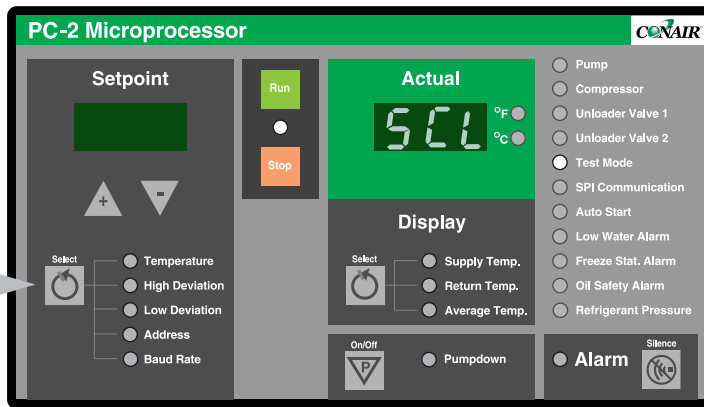 PC-2 Microprocessor
CONAIR
Setpoint
+
-
Select
Temperature
High Deviation
Low Deviation
Address
Baud Rate
Run
Stop
Actual
SCL
°F
°C
Display
Select
Supply Temp.
Return Temp.
Average Temp.
On/Off
P
Pumpdown
Pump
Compressor
Unloader Valve 1
Unloader Valve 2
Test Mode
SPI Communication
Auto Start
Low Water Alarm
Freeze Stat. Alarm
Oil Safety Alarm
Refrigerant Pressure
Alarm
Silence